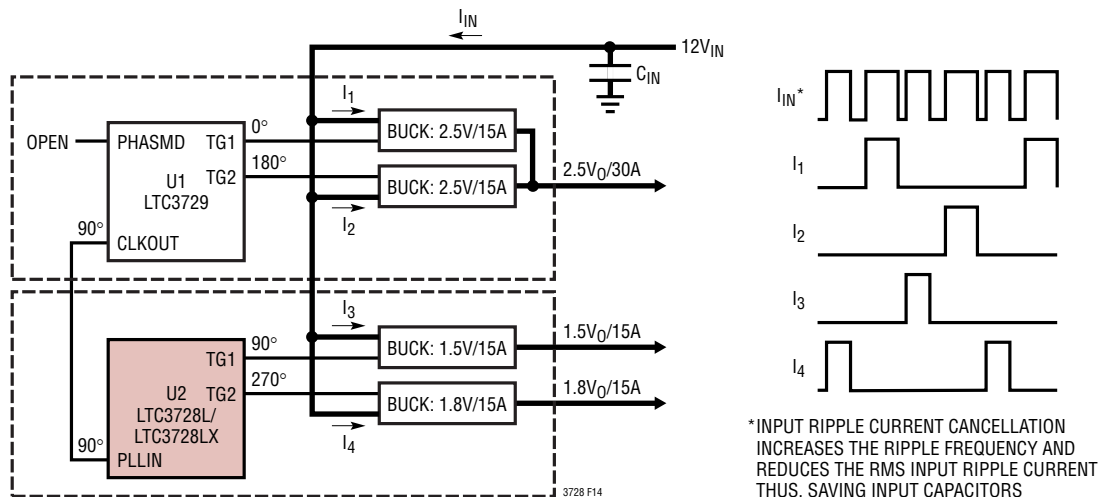 I_IN
12V_IN
C_IN
I_1
BUCK: 2.5V/15A
OPEN
PHASMD
TG1
0°
U1
LTC3729
TG2
180°
BUCK: 2.5V/15A
2.5V_O/30A
I_2
90°
CLKOUT
I_3
BUCK: 1.5V/15A
1.5V_O/15A
TG1
90°
U2
LTC3728L/
LTC3728LX
TG2
270°
BUCK: 1.8V/15A
1.8V_O/15A
I_4
90°
PLLIN
3728 F14
I_IN*
I_1
I_2
I_3
I_4
*INPUT RIPPLE CURRENT CANCELLATION
INCREASES THE RIPPLE FREQUENCY AND
REDUCES THE RMS INPUT RIPPLE CURRENT
THUS, SAVING INPUT CAPACITORS